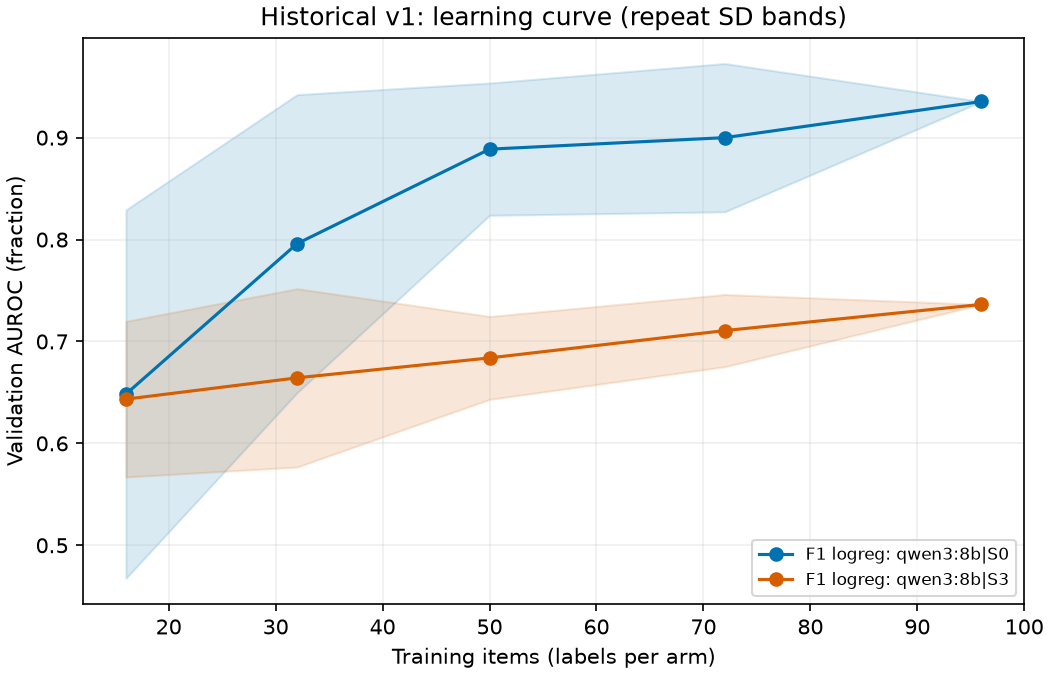 Historical v1: learning curve (repeat SD bands)
Validation AUROC (fraction)
0.9
0.8
0.7
0.6
0.5
F1 logreg: qwen3:8b|S0
F1 logreg: qwen3:8b|S3
20 30 40 50 60 70 80 90 100
Training items (labels per arm)